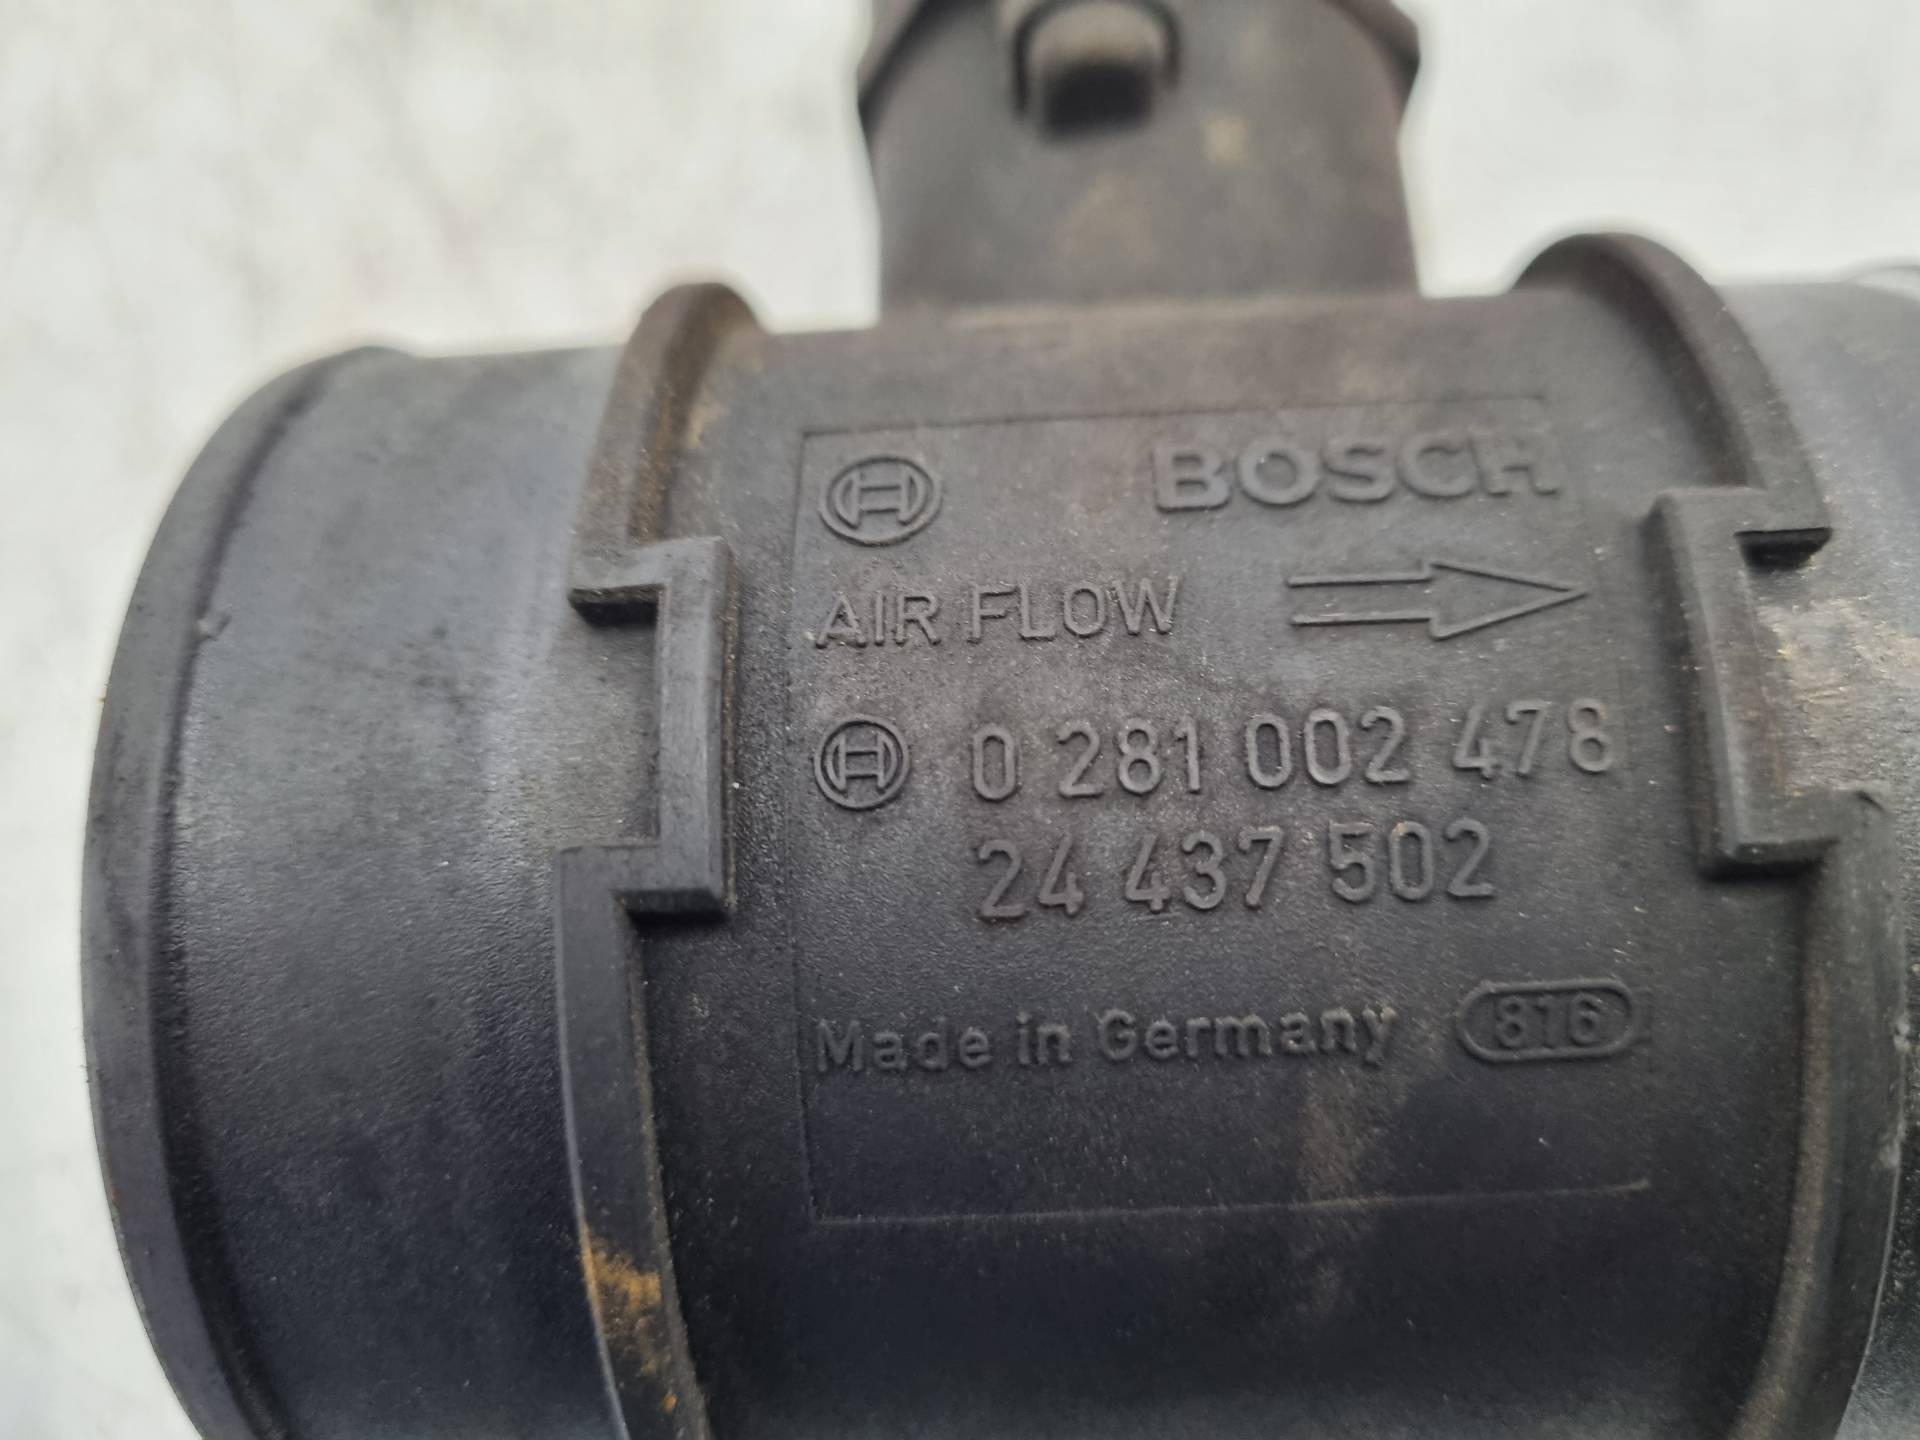 BOSCH
AIR FLOW
0 281 002 478
24 437 502
Made in Germany 816